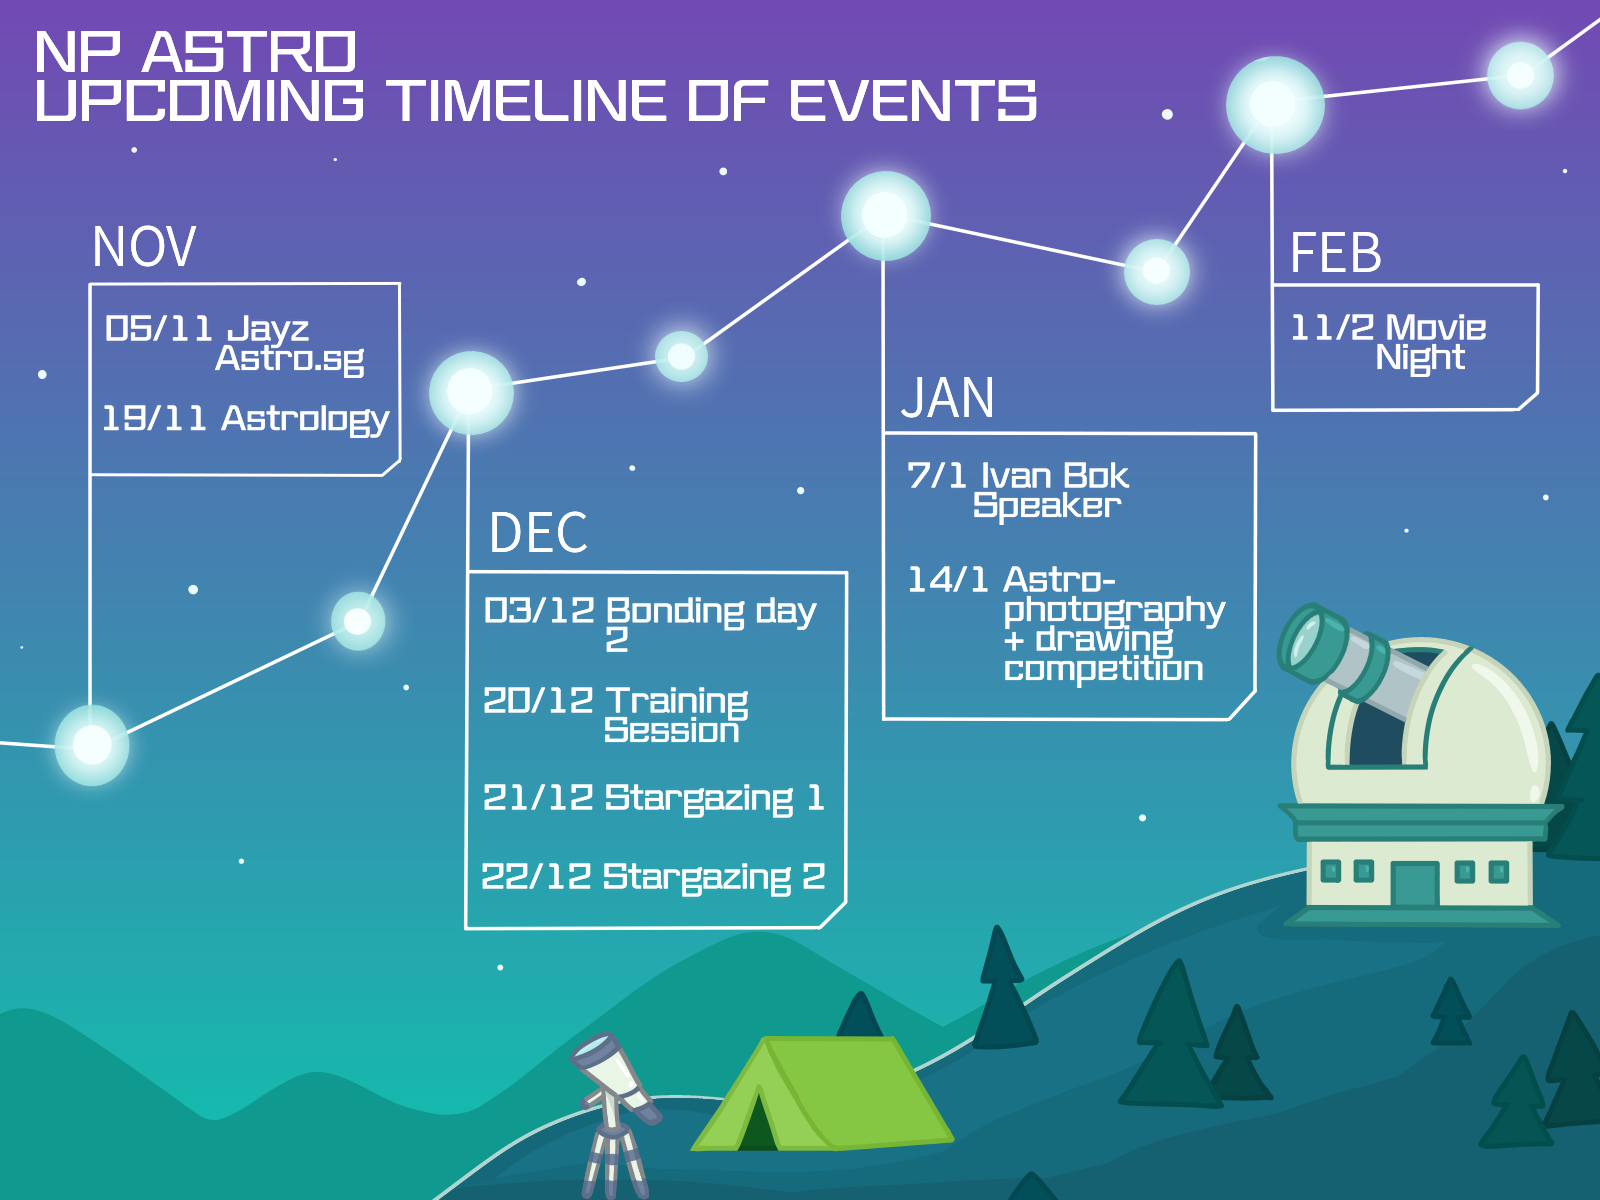 NP ASTRO
UPCOMING TIMELINE OF EVENTS
NOV
05/11 Jayz
Astro.sg
19/11 Astrology
DEC
03/12 Bonding day
2
20/12 Training
Session
21/12 Stargazing 1
22/12 Stargazing 2
JAN
7/1 Ivan Bok
Speaker
14/1 Astro-
photography
+ drawing
competition
FEB
11/2 Movie
Night